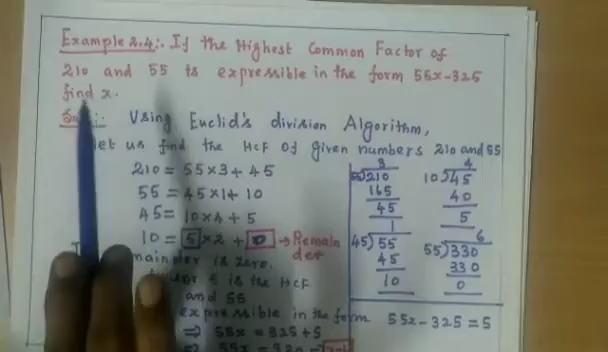 Example 2.4:- If the Highest Common Factor of
210 and 55 is expressible in the form 55x-325
find x.
Using Euclid's division Algorithm,
let us find the HCF of given numbers 210 and 55
210 = 55×3 + 45
55 = 45×1 + 10
45 = 10×4 + 5
10 = 5×2 + 0 → Remainder
der is zero.
5 is the HCF
and 55
expressible in the form 55x-325 = 5
⇒ 55x = 325+5
⇒ 55x =
3
55)210
165
45
4
10)45
40
5
1
45)55
45
10
6
55)330
330
0